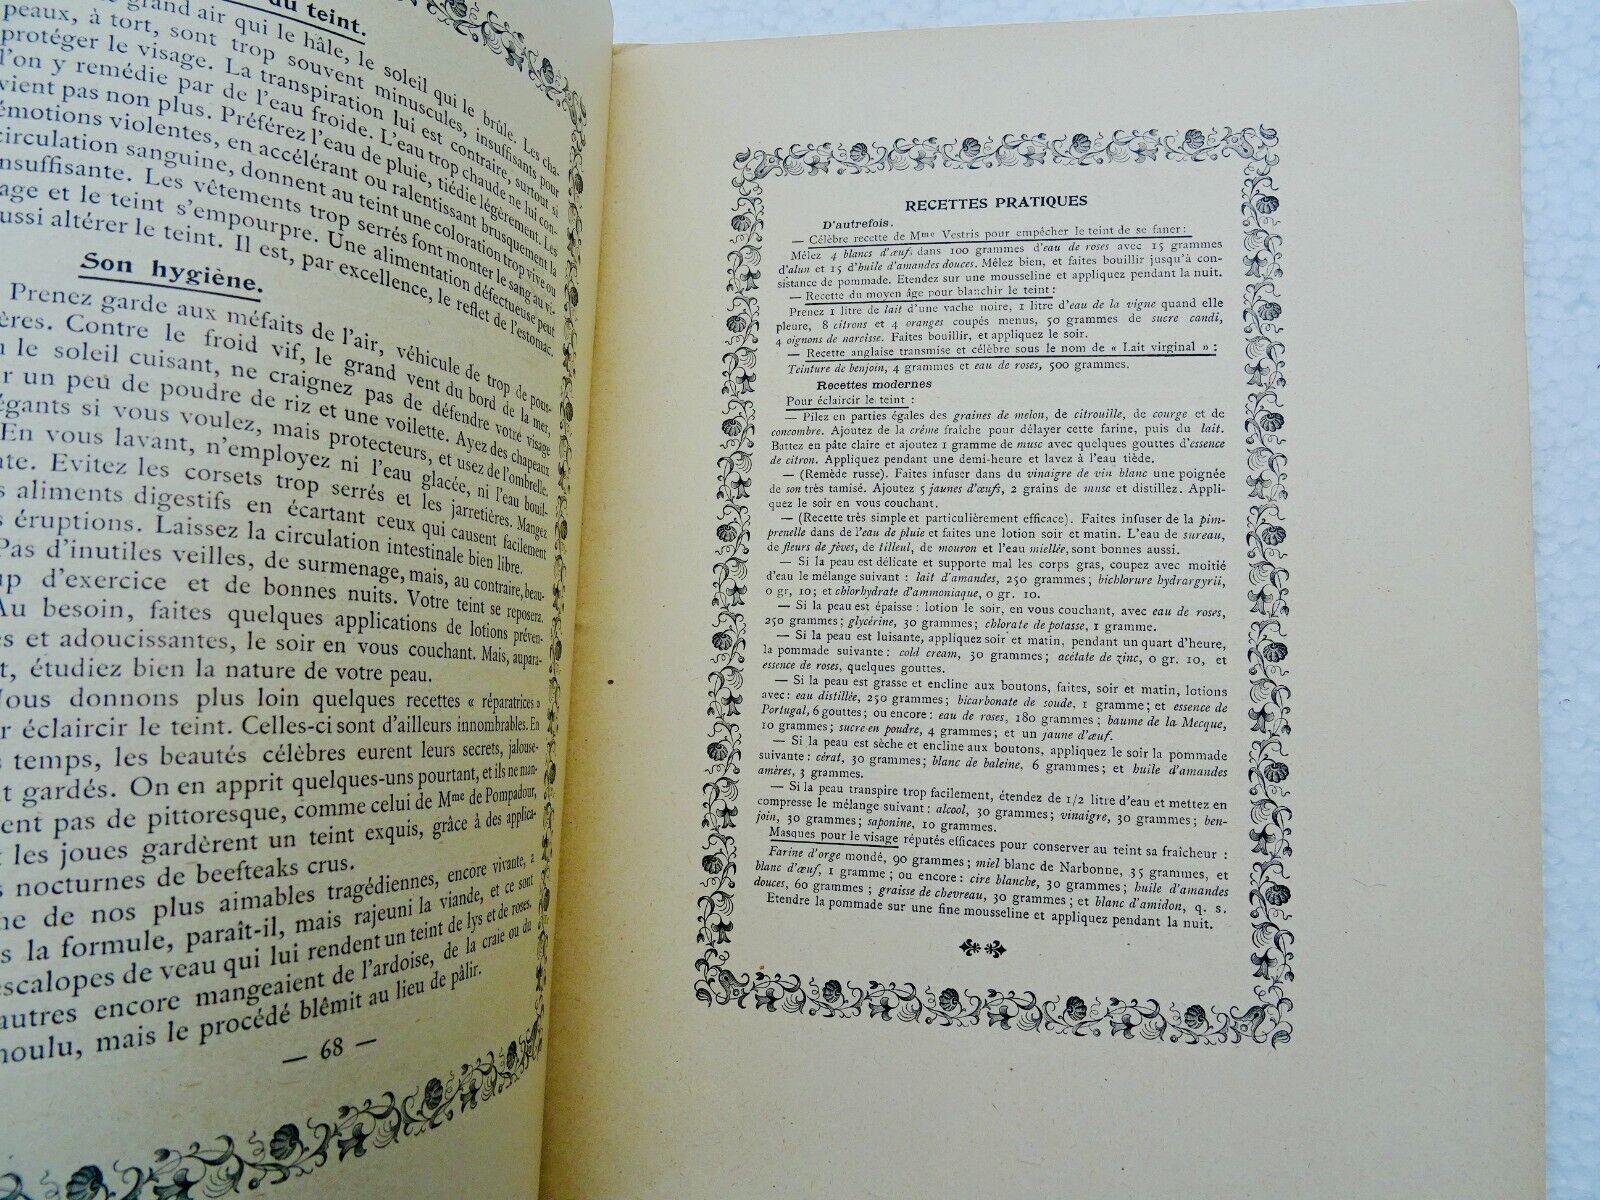 du teint.
grand air qui le hâle, le soleil qui le brûle. Les cha-
peaux, à tort, sont trop souvent minuscules, insuffisants pour
protéger le visage. La transpiration lui est contraire, surtout si
l'on y remédie par de l'eau froide. L'eau trop chaude ne lui con-
vient pas non plus. Préférez l'eau de pluie, tiédie légèrement. Les
émotions violentes, en accélérant ou ralentissant brusquement la
circulation sanguine, donnent au teint une coloration trop vive ou
insuffisante. Les vêtements trop serrés font monter le sang au vi-
age et le teint s'empourpre. Une alimentation défectueuse peut
ussi altérer le teint. Il est, par excellence, le reflet de l'estomac.
Son hygiène.
Prenez garde aux méfaits de l'air, véhicule de trop de pous-
ères. Contre le froid vif, le grand vent du bord de la mer,
le soleil cuisant, ne craignez pas de défendre votre visage
r un peu de poudre de riz et une voilette. Ayez des chapeaux
égants si vous voulez, mais protecteurs, et usez de l'ombrelle.
En vous lavant, n'employez ni l'eau glacée, ni l'eau bouil-
te. Evitez les corsets trop serrés et les jarretières. Mangez
s aliments digestifs en écartant ceux qui causent facilement
s éruptions. Laissez la circulation intestinale bien libre.
Pas d'inutiles veilles, de surmenage, mais, au contraire, beau-
up d'exercice et de bonnes nuits. Votre teint se reposera.
Au besoin, faites quelques applications de lotions préven-
es et adoucissantes, le soir en vous couchant. Mais, aupara-
t, étudiez bien la nature de votre peau.
Nous donnons plus loin quelques recettes « réparatrices »
r éclaircir le teint. Celles-ci sont d'ailleurs innombrables. En
s temps, les beautés célèbres eurent leurs secrets, jalouse-
t gardés. On en apprit quelques-uns pourtant, et ils ne man-
ent pas de pittoresque, comme celui de Mme de Pompadour,
t les joues gardèrent un teint exquis, grâce à des applica-
s nocturnes de beefteaks crus.
ne de nos plus aimables tragédiennes, encore vivante, a
s la formule, paraît-il, mais rajeuni la viande, et ce sont
escalopes de veau qui lui rendent un teint de lys et de roses.
autres encore mangeaient de l'ardoise, de la craie ou du
moulu, mais le procédé blêmit au lieu de pâlir.
— 68 —
RECETTES PRATIQUES
D'autrefois.
— Célèbre recette de Mme Vestris pour empêcher le teint de se faner :
Mêlez 4 blancs d'œufs dans 100 grammes d'eau de roses avec 15 grammes
d'alun et 15 d'huile d'amandes douces. Mêlez bien, et faites bouillir jusqu'à con-
sistance de pommade. Etendez sur une mousseline et appliquez pendant la nuit.
— Recette du moyen âge pour blanchir le teint :
Prenez 1 litre de lait d'une vache noire, 1 litre d'eau de la vigne quand elle
pleure, 8 citrons et 4 oranges coupés menus, 50 grammes de sucre candi,
4 oignons de narcisse. Faites bouillir, et appliquez le soir.
— Recette anglaise transmise et célèbre sous le nom de « Lait virginal » :
Teinture de benjoin, 4 grammes et eau de roses, 500 grammes.
Recettes modernes
Pour éclaircir le teint :
— Pilez en parties égales des graines de melon, de citrouille, de courge et de
concombre. Ajoutez de la crème fraîche pour délayer cette farine, puis du lait.
Battez en pâte claire et ajoutez 1 gramme de musc avec quelques gouttes d'essence
de citron. Appliquez pendant une demi-heure et lavez à l'eau tiède.
— (Remède russe). Faites infuser dans du vinaigre de vin blanc une poignée
de son très tamisé. Ajoutez 5 jaunes d'œufs, 2 grains de musc et distillez. Appli-
quez le soir en vous couchant.
— (Recette très simple et particulièrement efficace). Faites infuser de la pim-
prenelle dans de l'eau de pluie et faites une lotion soir et matin. L'eau de sureau,
de fleurs de fèves, de tilleul, de mouron et l'eau miellée, sont bonnes aussi.
— Si la peau est délicate et supporte mal les corps gras, coupez avec moitié
d'eau le mélange suivant : lait d'amandes, 250 grammes ; bichlorure hydrargyrii,
0 gr, 10 ; et chlorhydrate d'ammoniaque, 0 gr. 10.
— Si la peau est épaisse : lotion le soir, en vous couchant, avec eau de roses,
250 grammes ; glycérine, 30 grammes ; chlorate de potasse, 1 gramme.
— Si la peau est luisante, appliquez soir et matin, pendant un quart d'heure,
la pommade suivante : cold cream, 30 grammes ; acétate de zinc, 0 gr. 10, et
essence de roses, quelques gouttes.
— Si la peau est grasse et encline aux boutons, faites, soir et matin, lotions
avec : eau distillée, 250 grammes ; bicarbonate de soude, 1 gramme ; et essence de
Portugal, 6 gouttes ; ou encore : eau de roses, 180 grammes ; baume de la Mecque,
10 grammes ; sucre en poudre, 4 grammes ; et un jaune d'œuf.
— Si la peau est sèche et encline aux boutons, appliquez le soir la pommade
suivante : cérat, 30 grammes ; blanc de baleine, 6 grammes ; et huile d'amandes
amères, 3 grammes.
— Si la peau transpire trop facilement, étendez de 1/2 litre d'eau et mettez en
compresse le mélange suivant : alcool, 30 grammes ; vinaigre, 30 grammes ; ben-
join, 30 grammes ; saponine, 10 grammes.
Masques pour le visage réputés efficaces pour conserver au teint sa fraîcheur :
Farine d'orge mondé, 90 grammes ; miel blanc de Narbonne, 35 grammes, et
blanc d'œuf, 1 gramme ; ou encore : cire blanche, 30 grammes ; huile d'amandes
douces, 60 grammes ; graisse de chevreau, 30 grammes ; et blanc d'amidon, q. s.
Etendre la pommade sur une fine mousseline et appliquez pendant la nuit.